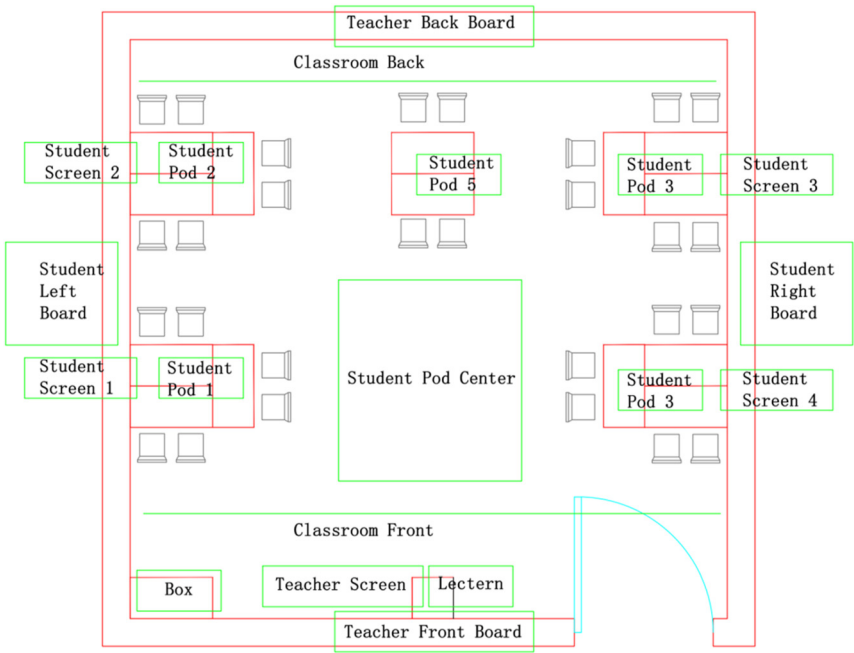 Teacher Back Board
Classroom Back
Student
Screen 2
Student
Pod 2
Student
Pod 5
Student
Pod 3
Student
Screen 3
Student
Left
Board
Student
Right
Board
Student
Screen 1
Student
Pod 1
Student Pod Center
Student
Pod 3
Student
Screen 4
Classroom Front
Box
Teacher Screen
Lectern
Teacher Front Board